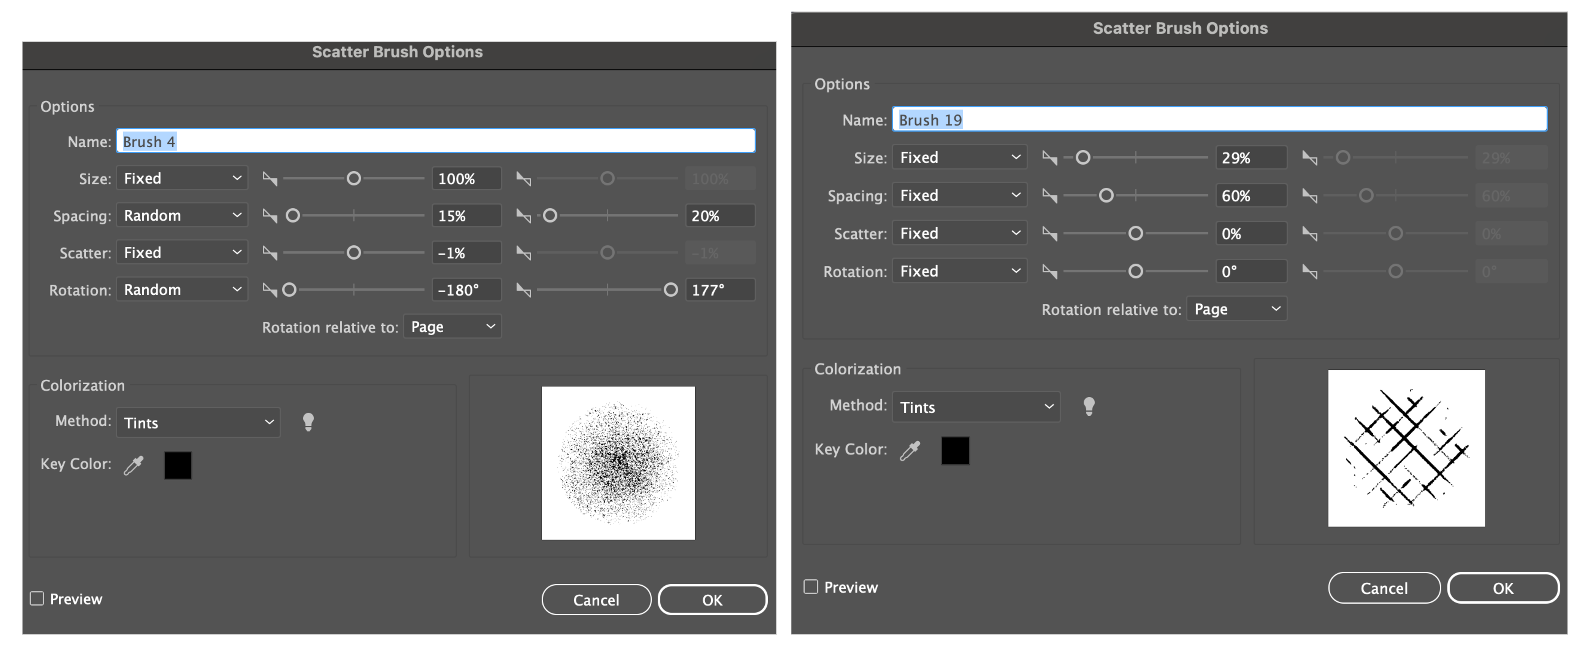 Scatter Brush Options
Options
Name: Brush 4
Size: Fixed 100% 100%
Spacing: Random 15% 20%
Scatter: Fixed -1% -1%
Rotation: Random -180° 177°
Rotation relative to: Page
Colorization
Method: Tints
Key Color:
Preview Cancel OK
Scatter Brush Options
Options
Name: Brush 19
Size: Fixed 29% 29%
Spacing: Fixed 60% 60%
Scatter: Fixed 0% 0%
Rotation: Fixed 0° 0°
Rotation relative to: Page
Colorization
Method: Tints
Key Color:
Preview Cancel OK